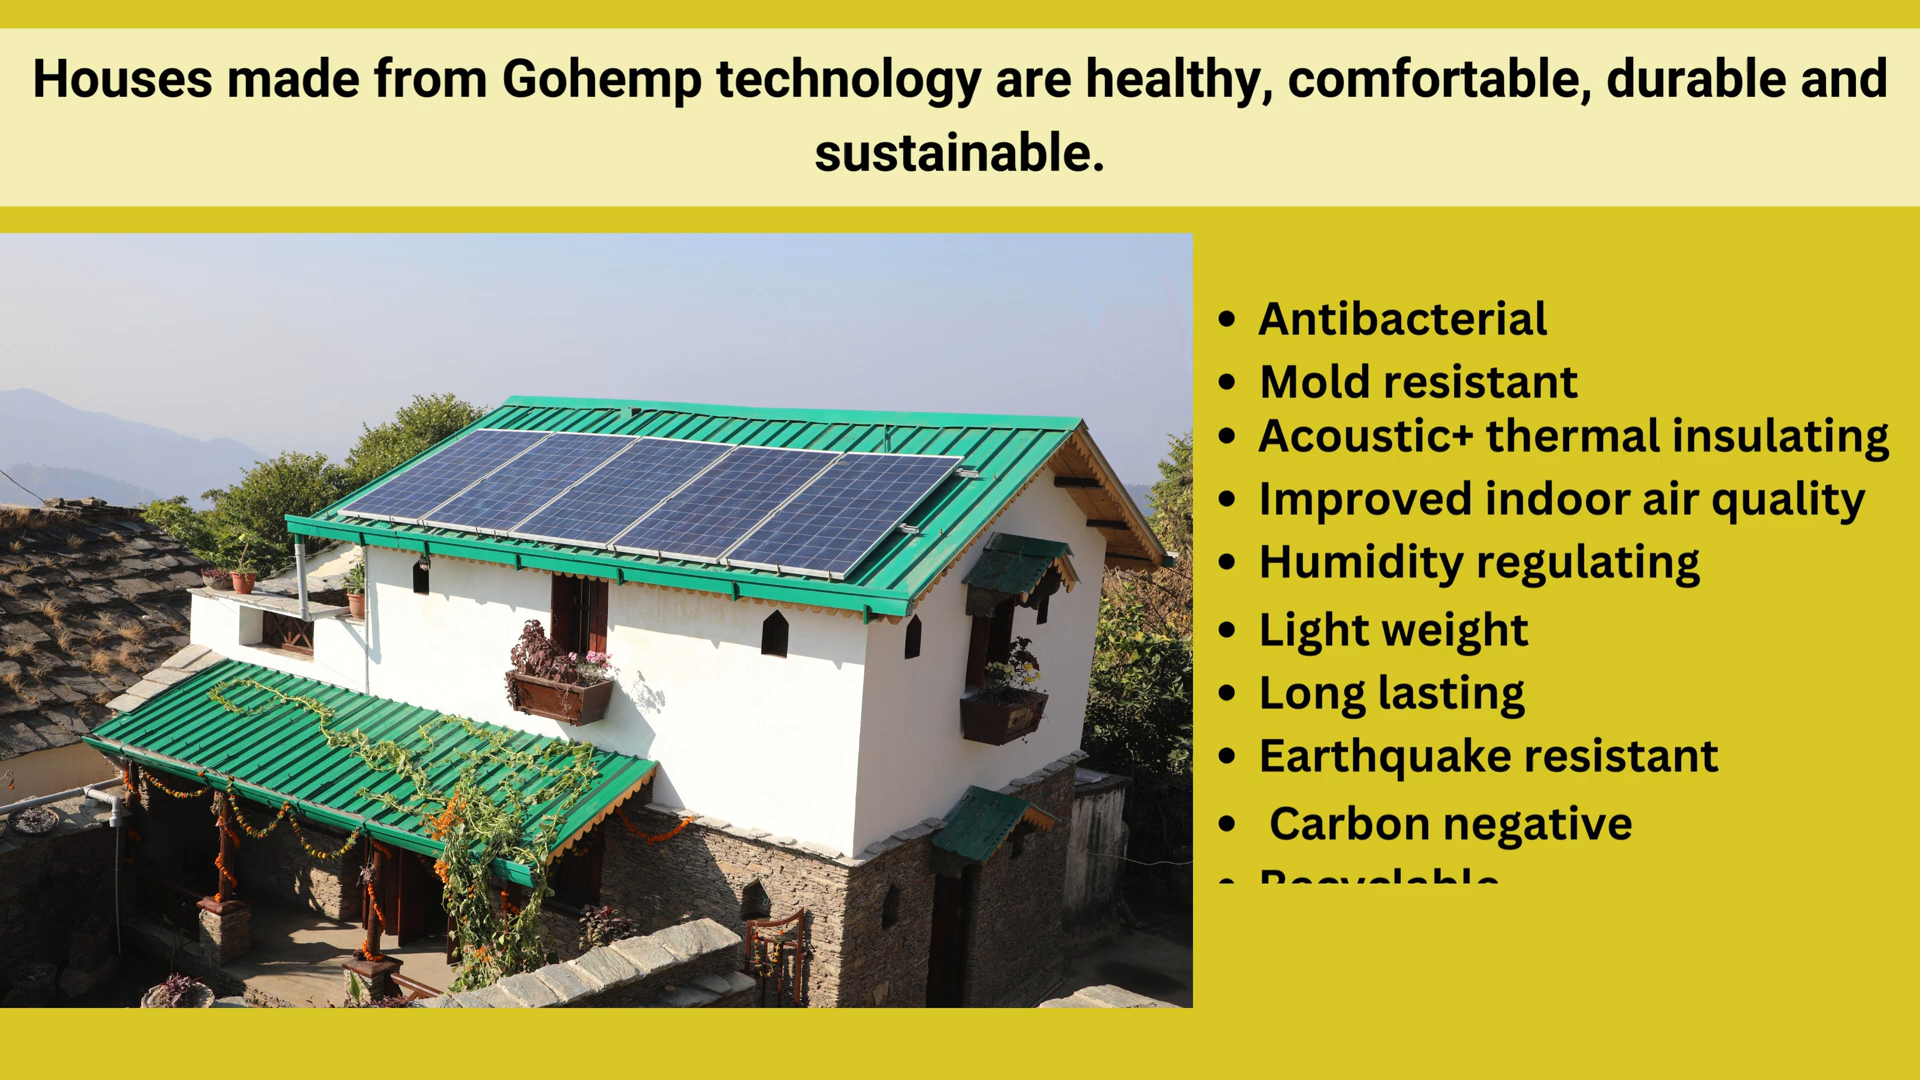 Houses made from Gohemp technology are healthy, comfortable, durable and
sustainable.
• Antibacterial
• Mold resistant
• Acoustic+ thermal insulating
• Improved indoor air quality
• Humidity regulating
• Light weight
• Long lasting
• Earthquake resistant
• Carbon negative
• Recyclable